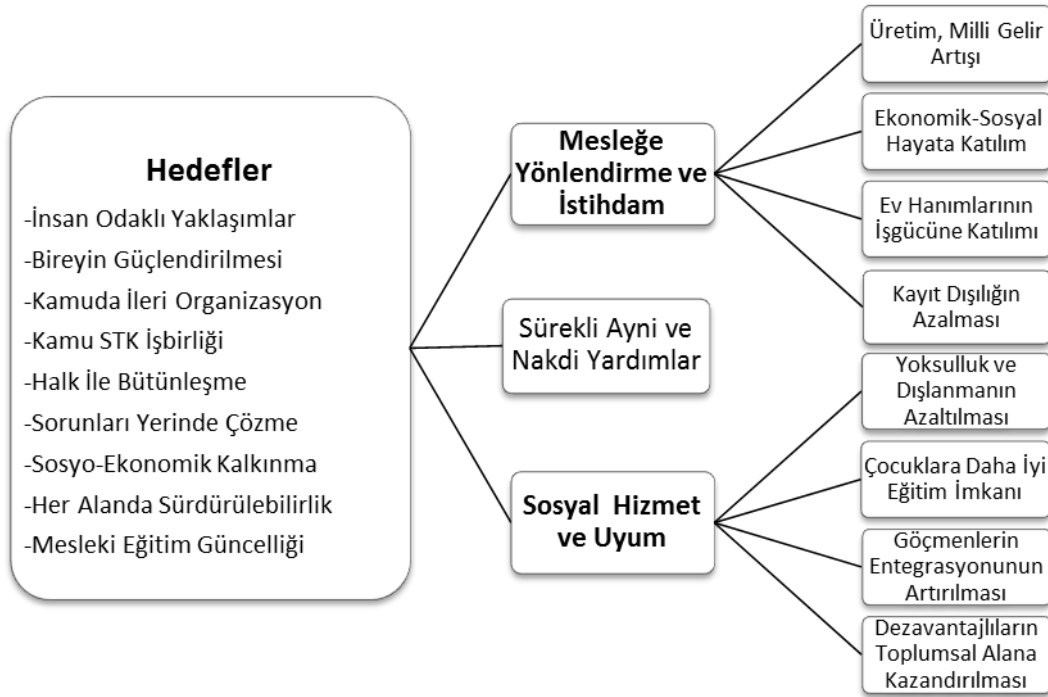 Hedefler
-İnsan Odaklı Yaklaşımlar
-Bireyin Güçlendirilmesi
-Kamuda İleri Organizasyon
-Kamu STK İşbirliği
-Halk İle Bütünleşme
-Sorunları Yerinde Çözme
-Sosyo-Ekonomik Kalkınma
-Her Alanda Sürdürülebilirlik
-Mesleki Eğitim Güncelliği
Mesleğe
Yönlendirme ve
İstihdam
Sürekli Ayni ve
Nakdi Yardımlar
Sosyal Hizmet
ve Uyum
Üretim, Milli Gelir
Artışı
Ekonomik-Sosyal
Hayata Katılım
Ev Hanımlarının
İşgücüne Katılımı
Kayıt Dışılığın
Azalması
Yoksulluk ve
Dışlanmanın
Azaltılması
Çocuklara Daha İyi
Eğitim İmkanı
Göçmenlerin
Entegrasyonunun
Artırılması
Dezavantajlıların
Toplumsal Alana
Kazandırılması